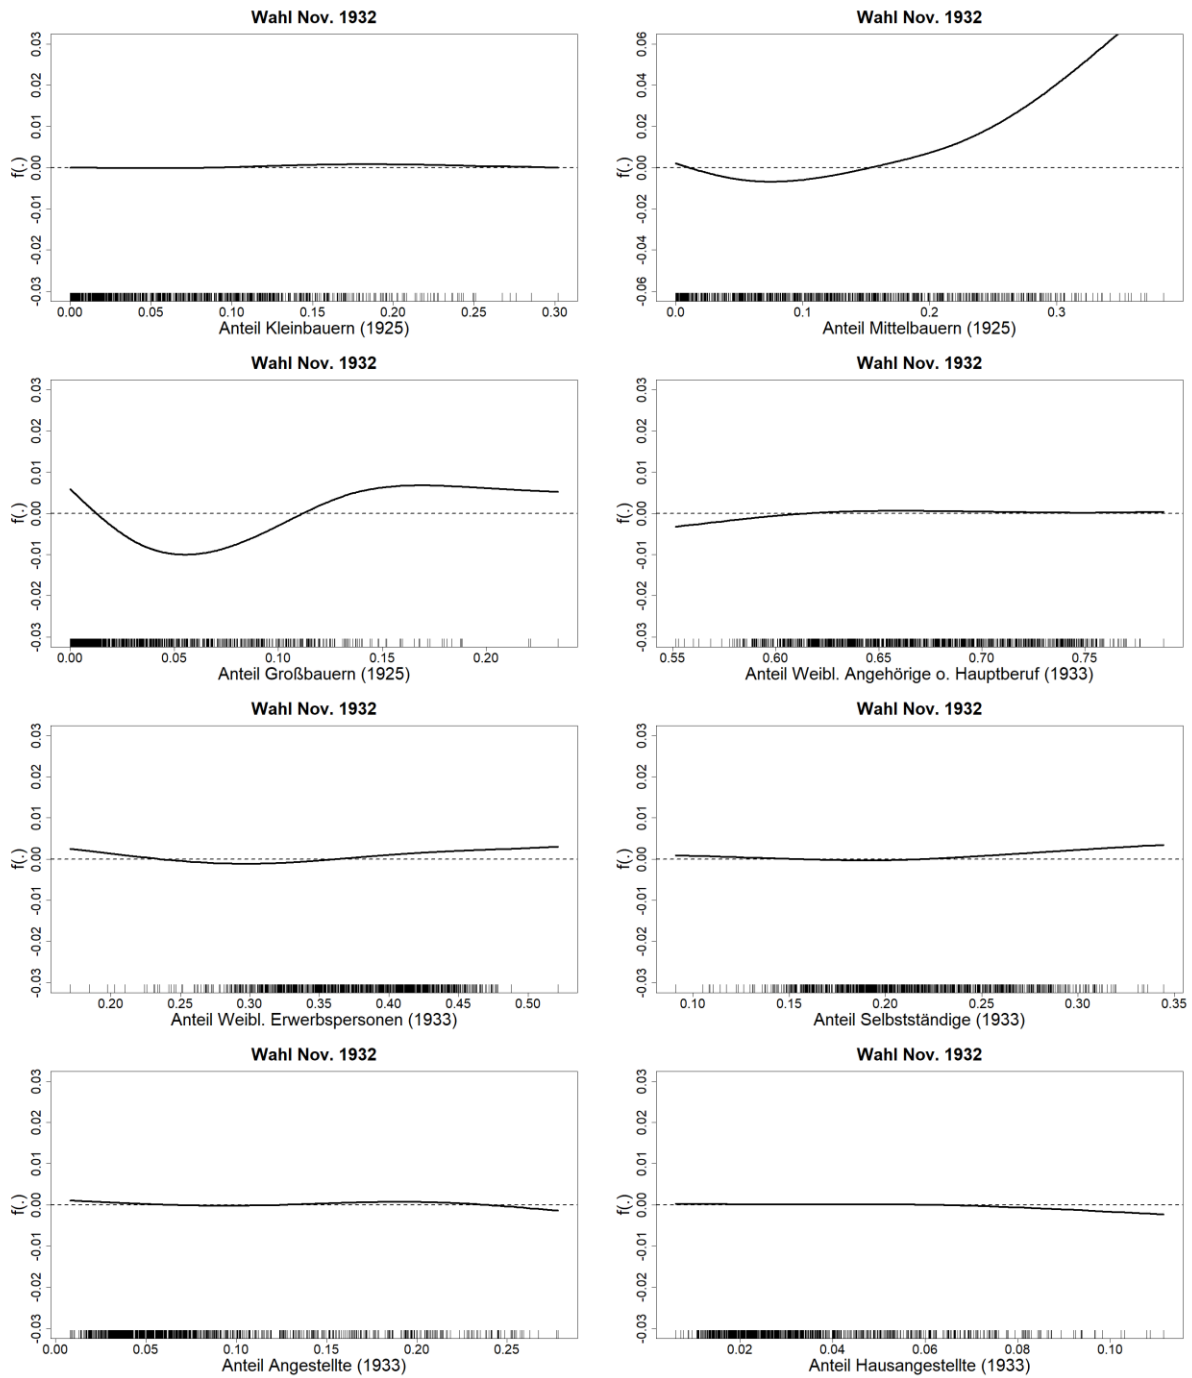 Wahl Nov. 1932
0.03
0.02
0.01
0.00
-0.01
-0.02
-0.03
f(.)
0.00 0.05 0.10 0.15 0.20 0.25 0.30
Anteil Kleinbauern (1925)
Wahl Nov. 1932
0.06
0.04
0.02
0.00
-0.02
-0.04
-0.06
f(.)
0.0 0.1 0.2 0.3
Anteil Mittelbauern (1925)
Wahl Nov. 1932
0.03
0.02
0.01
0.00
-0.01
-0.02
-0.03
f(.)
0.00 0.05 0.10 0.15 0.20
Anteil Großbauern (1925)
Wahl Nov. 1932
0.03
0.02
0.01
0.00
-0.01
-0.02
-0.03
f(.)
0.55 0.60 0.65 0.70 0.75
Anteil Weibl. Angehörige o. Hauptberuf (1933)
Wahl Nov. 1932
0.03
0.02
0.01
0.00
-0.01
-0.02
-0.03
f(.)
0.20 0.25 0.30 0.35 0.40 0.45 0.50
Anteil Weibl. Erwerbspersonen (1933)
Wahl Nov. 1932
0.03
0.02
0.01
0.00
-0.01
-0.02
-0.03
f(.)
0.10 0.15 0.20 0.25 0.30 0.35
Anteil Selbstständige (1933)
Wahl Nov. 1932
0.03
0.02
0.01
0.00
-0.01
-0.02
-0.03
f(.)
0.00 0.05 0.10 0.15 0.20 0.25
Anteil Angestellte (1933)
Wahl Nov. 1932
0.03
0.02
0.01
0.00
-0.01
-0.02
-0.03
f(.)
0.02 0.04 0.06 0.08 0.10
Anteil Hausangestellte (1933)